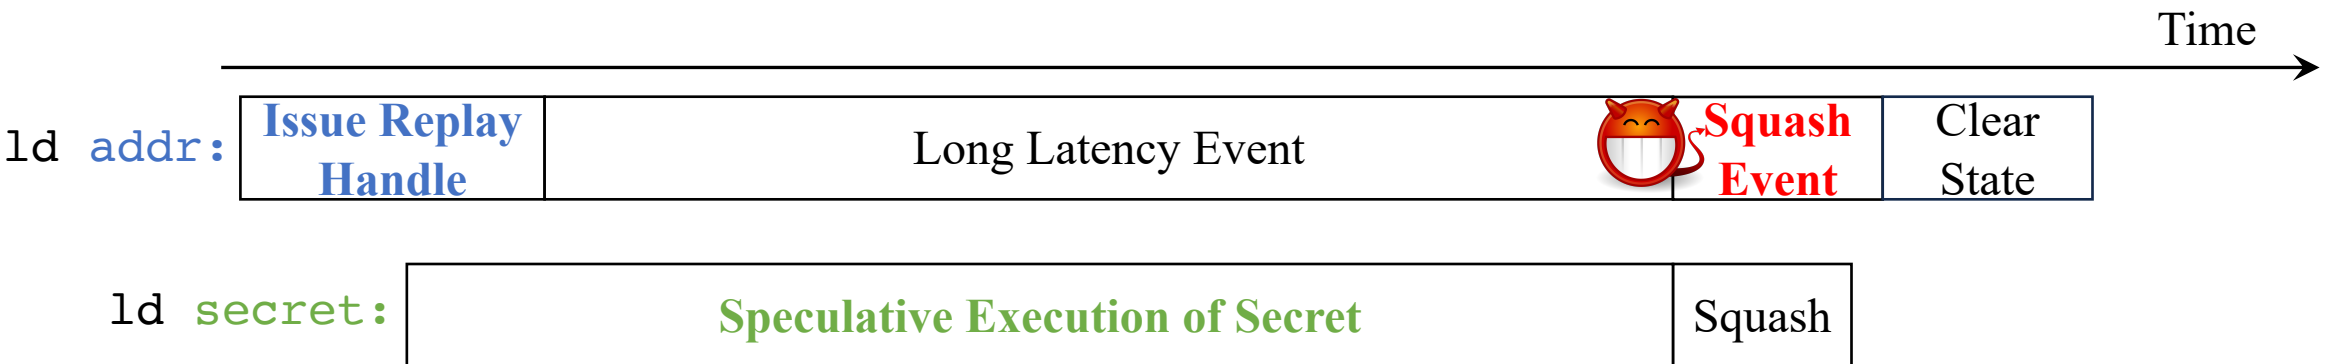 Time
ld addr:
Issue Replay
Handle
Long Latency Event
Squash
Event
Clear
State
ld secret:
Speculative Execution of Secret
Squash